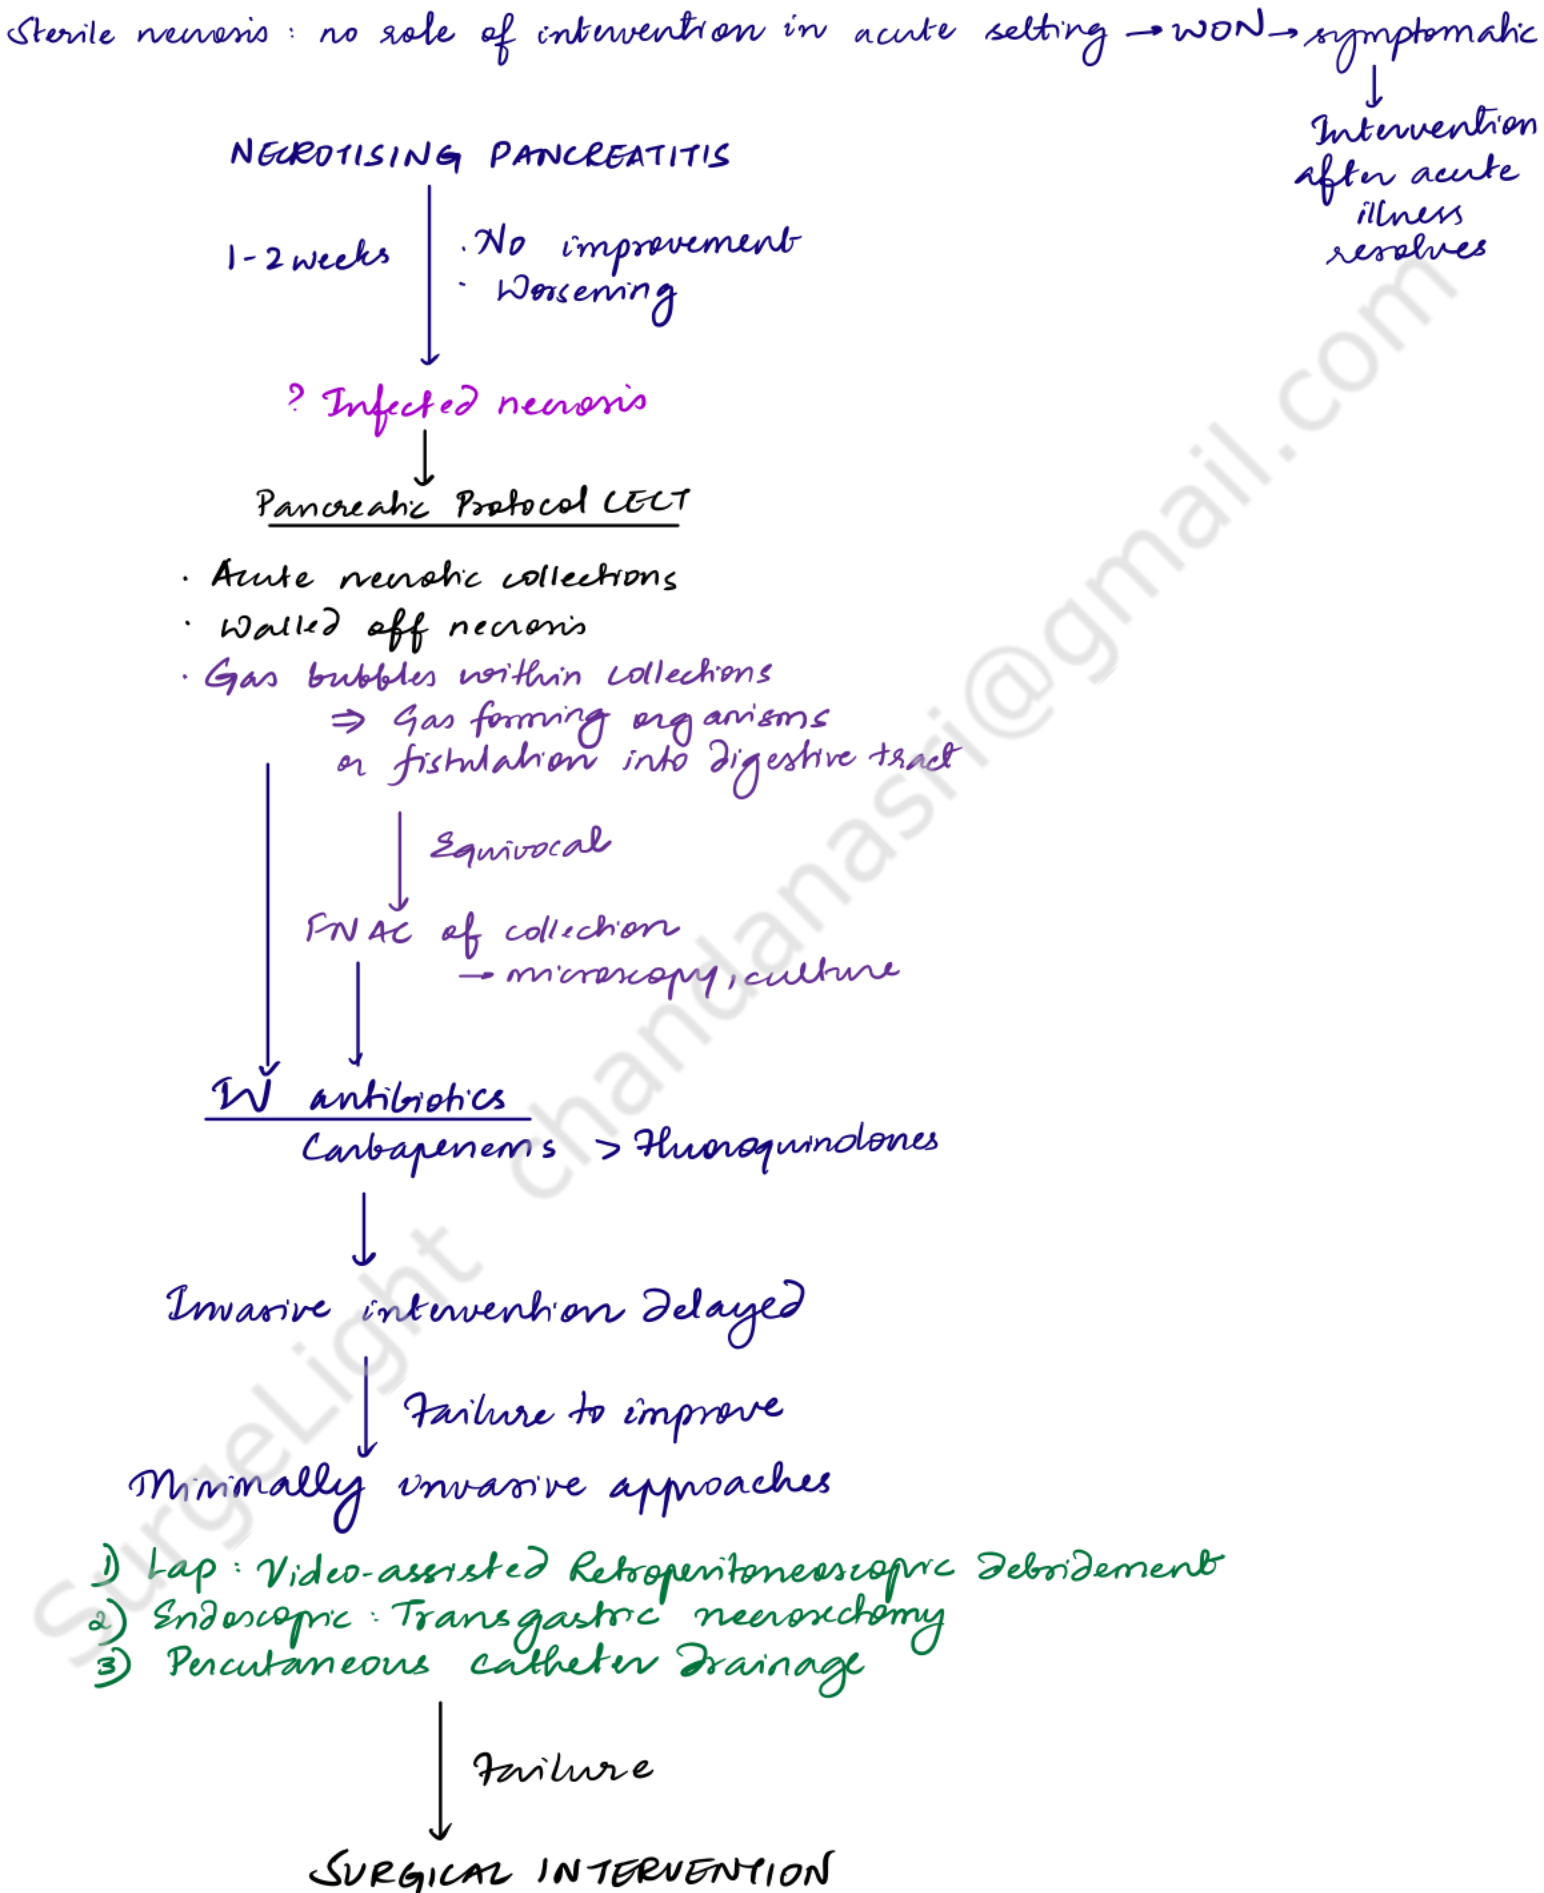 Sterile necrosis : no role of intervention in acute setting → WON → symptomatic
↓
Intervention
after acute
illness
resolves
NECROTISING PANCREATITIS
1-2 weeks
· No improvement
· Worsening
? Infected necrosis
↓
Pancreatic Protocol CECT
· Acute necrotic collections
· Walled off necrosis
· Gas bubbles within collections
⇒ Gas forming organisms
or fistulation into digestive tract
↓ Equivocal
FNAC of collection
→ microscopy, culture
↓
IV antibiotics
Carbapenems > Fluoroquinolones
↓
Invasive intervention delayed
↓ Failure to improve
Minimally invasive approaches
1) Lap : Video-assisted Retroperitoneoscopic Debridement
2) Endoscopic : Transgastric necrosectomy
3) Percutaneous catheter drainage
↓ Failure
SURGICAL INTERVENTION
SurgeLight chandanasri@gmail.com